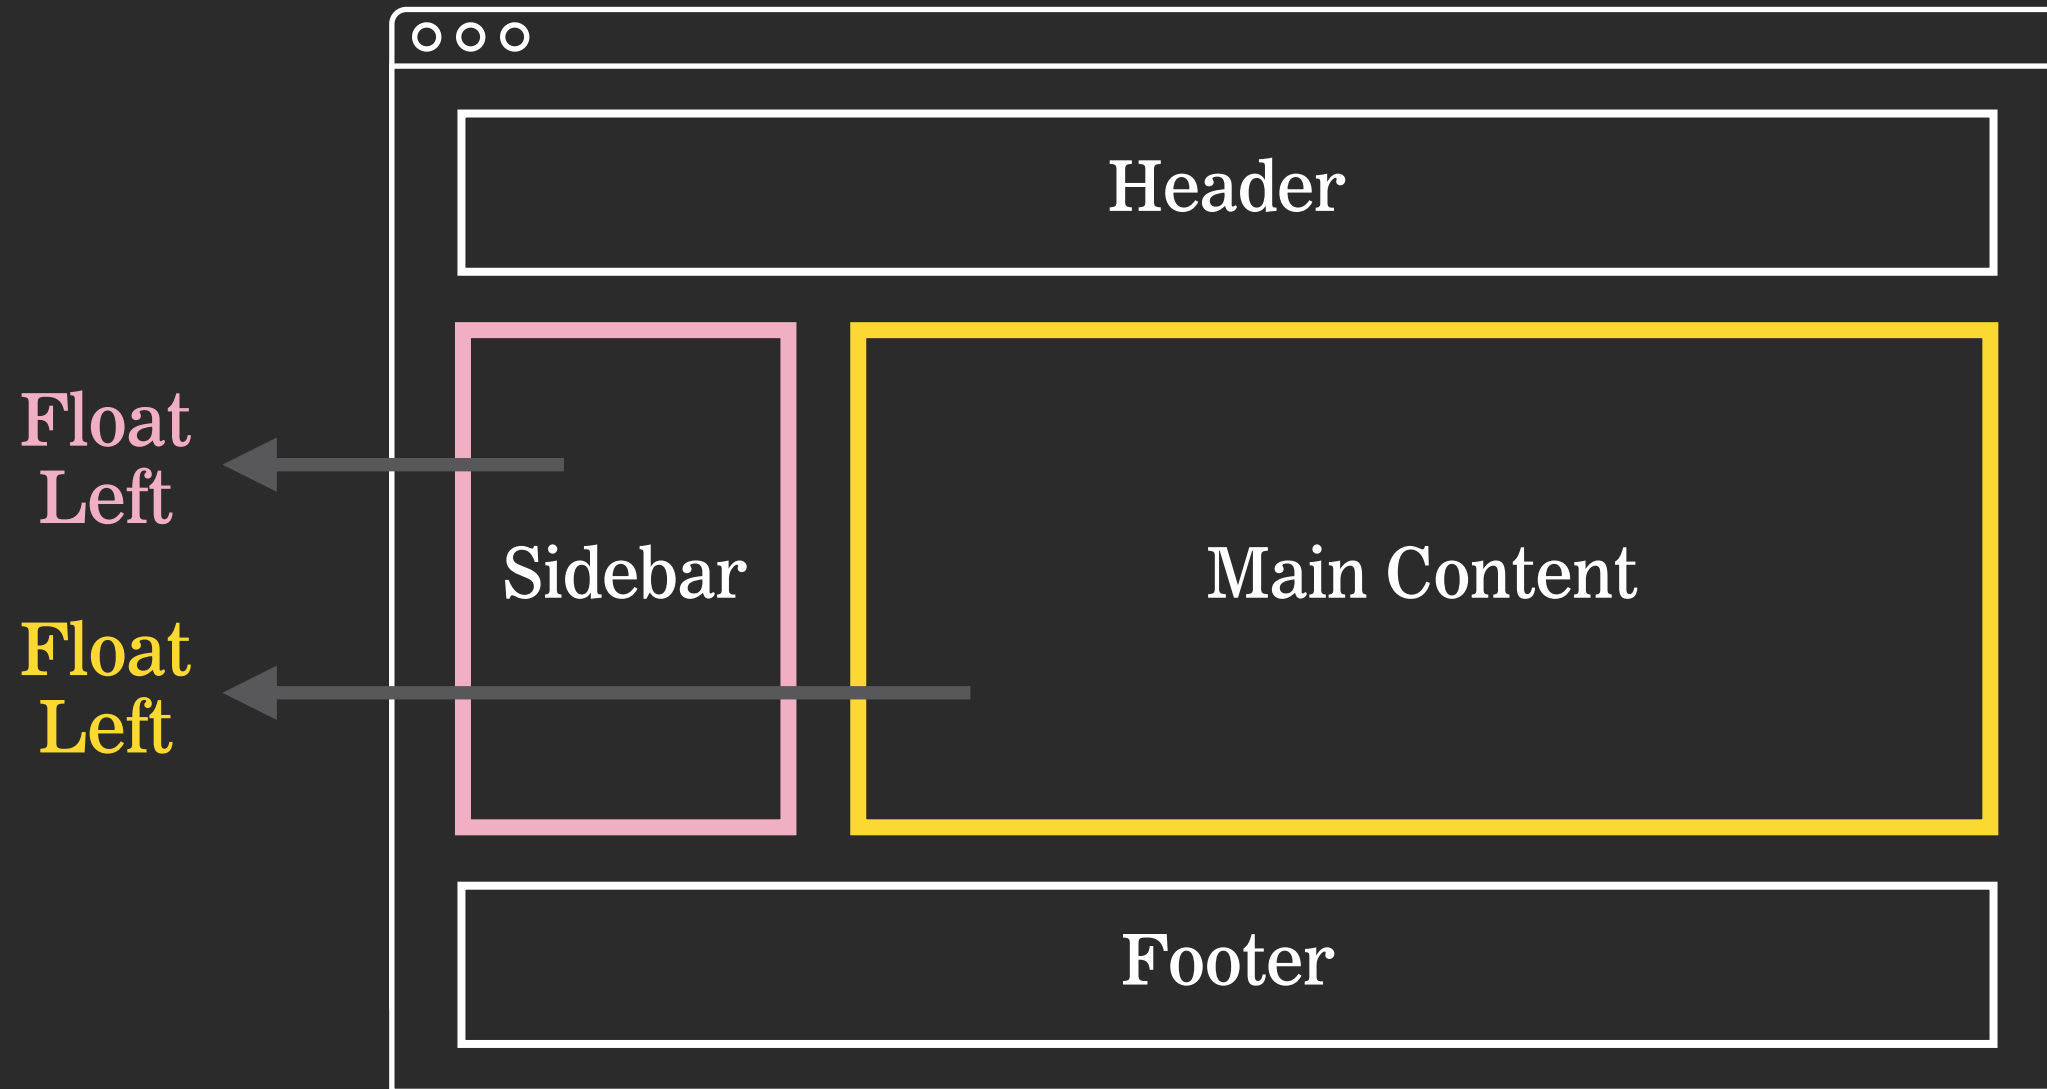 Header
Float
Left
Sidebar
Main Content
Float
Left
Footer